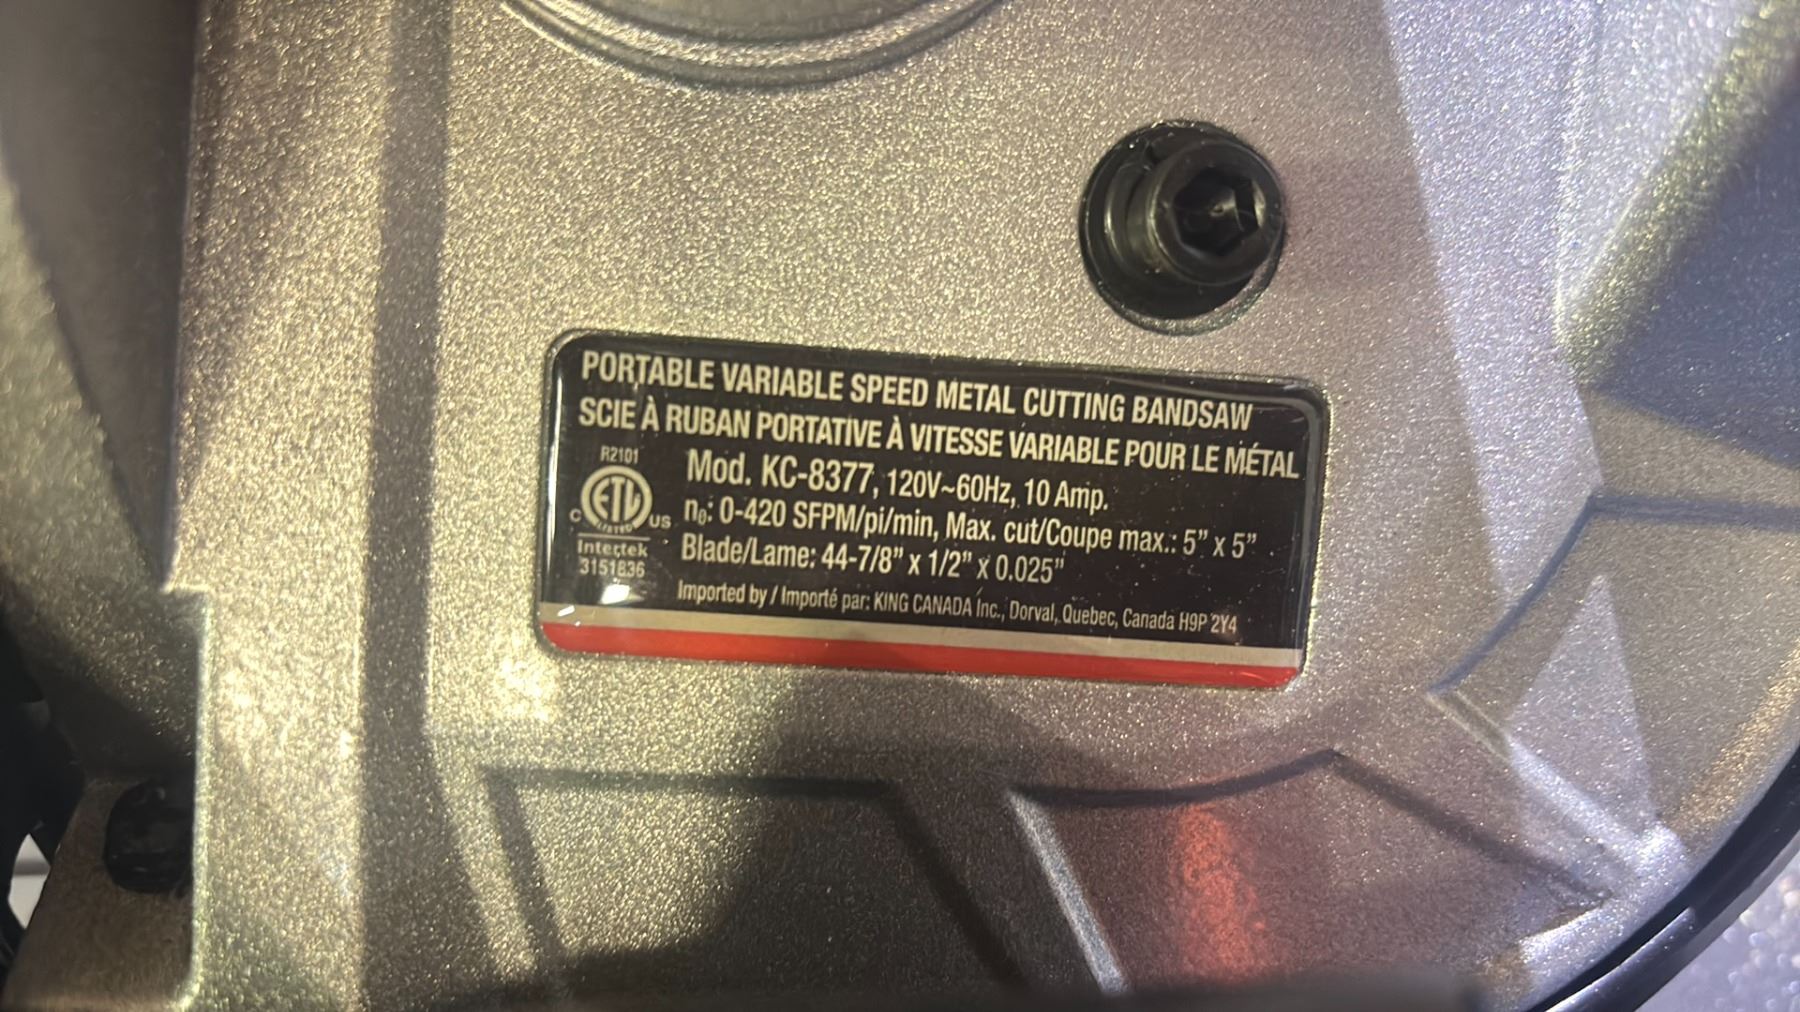 PORTABLE VARIABLE SPEED METAL CUTTING BANDSAW
SCIE À RUBAN PORTATIVE À VITESSE VARIABLE POUR LE MÉTAL
R2101
Mod. KC-8377, 120V~60Hz, 10 Amp.
ETL
LISTED
C US
n₀: 0-420 SFPM/pi/min, Max. cut/Coupe max.: 5” x 5”
Intertek
3151836
Blade/Lame: 44-7/8” x 1/2” x 0.025”
Imported by / Importé par: KING CANADA Inc., Dorval, Quebec, Canada H9P 2Y4